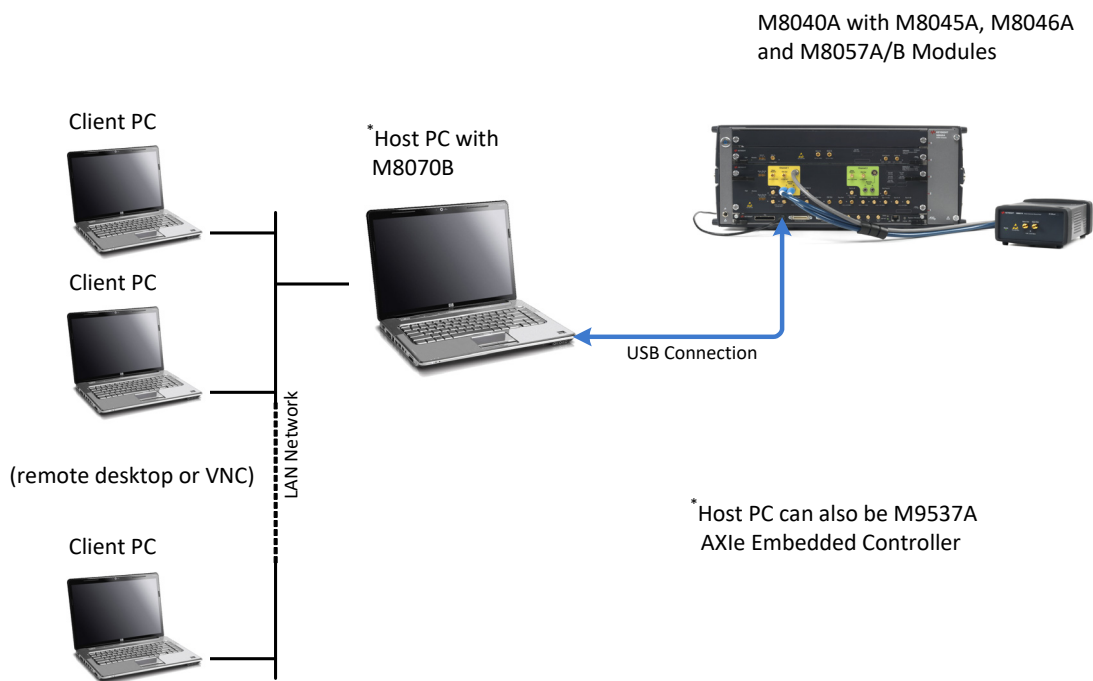 M8040A with M8045A, M8046A
and M8057A/B Modules
Client PC
*Host PC with
M8070B
Client PC
USB Connection
LAN Network
(remote desktop or VNC)
*Host PC can also be M9537A
AXIe Embedded Controller
Client PC